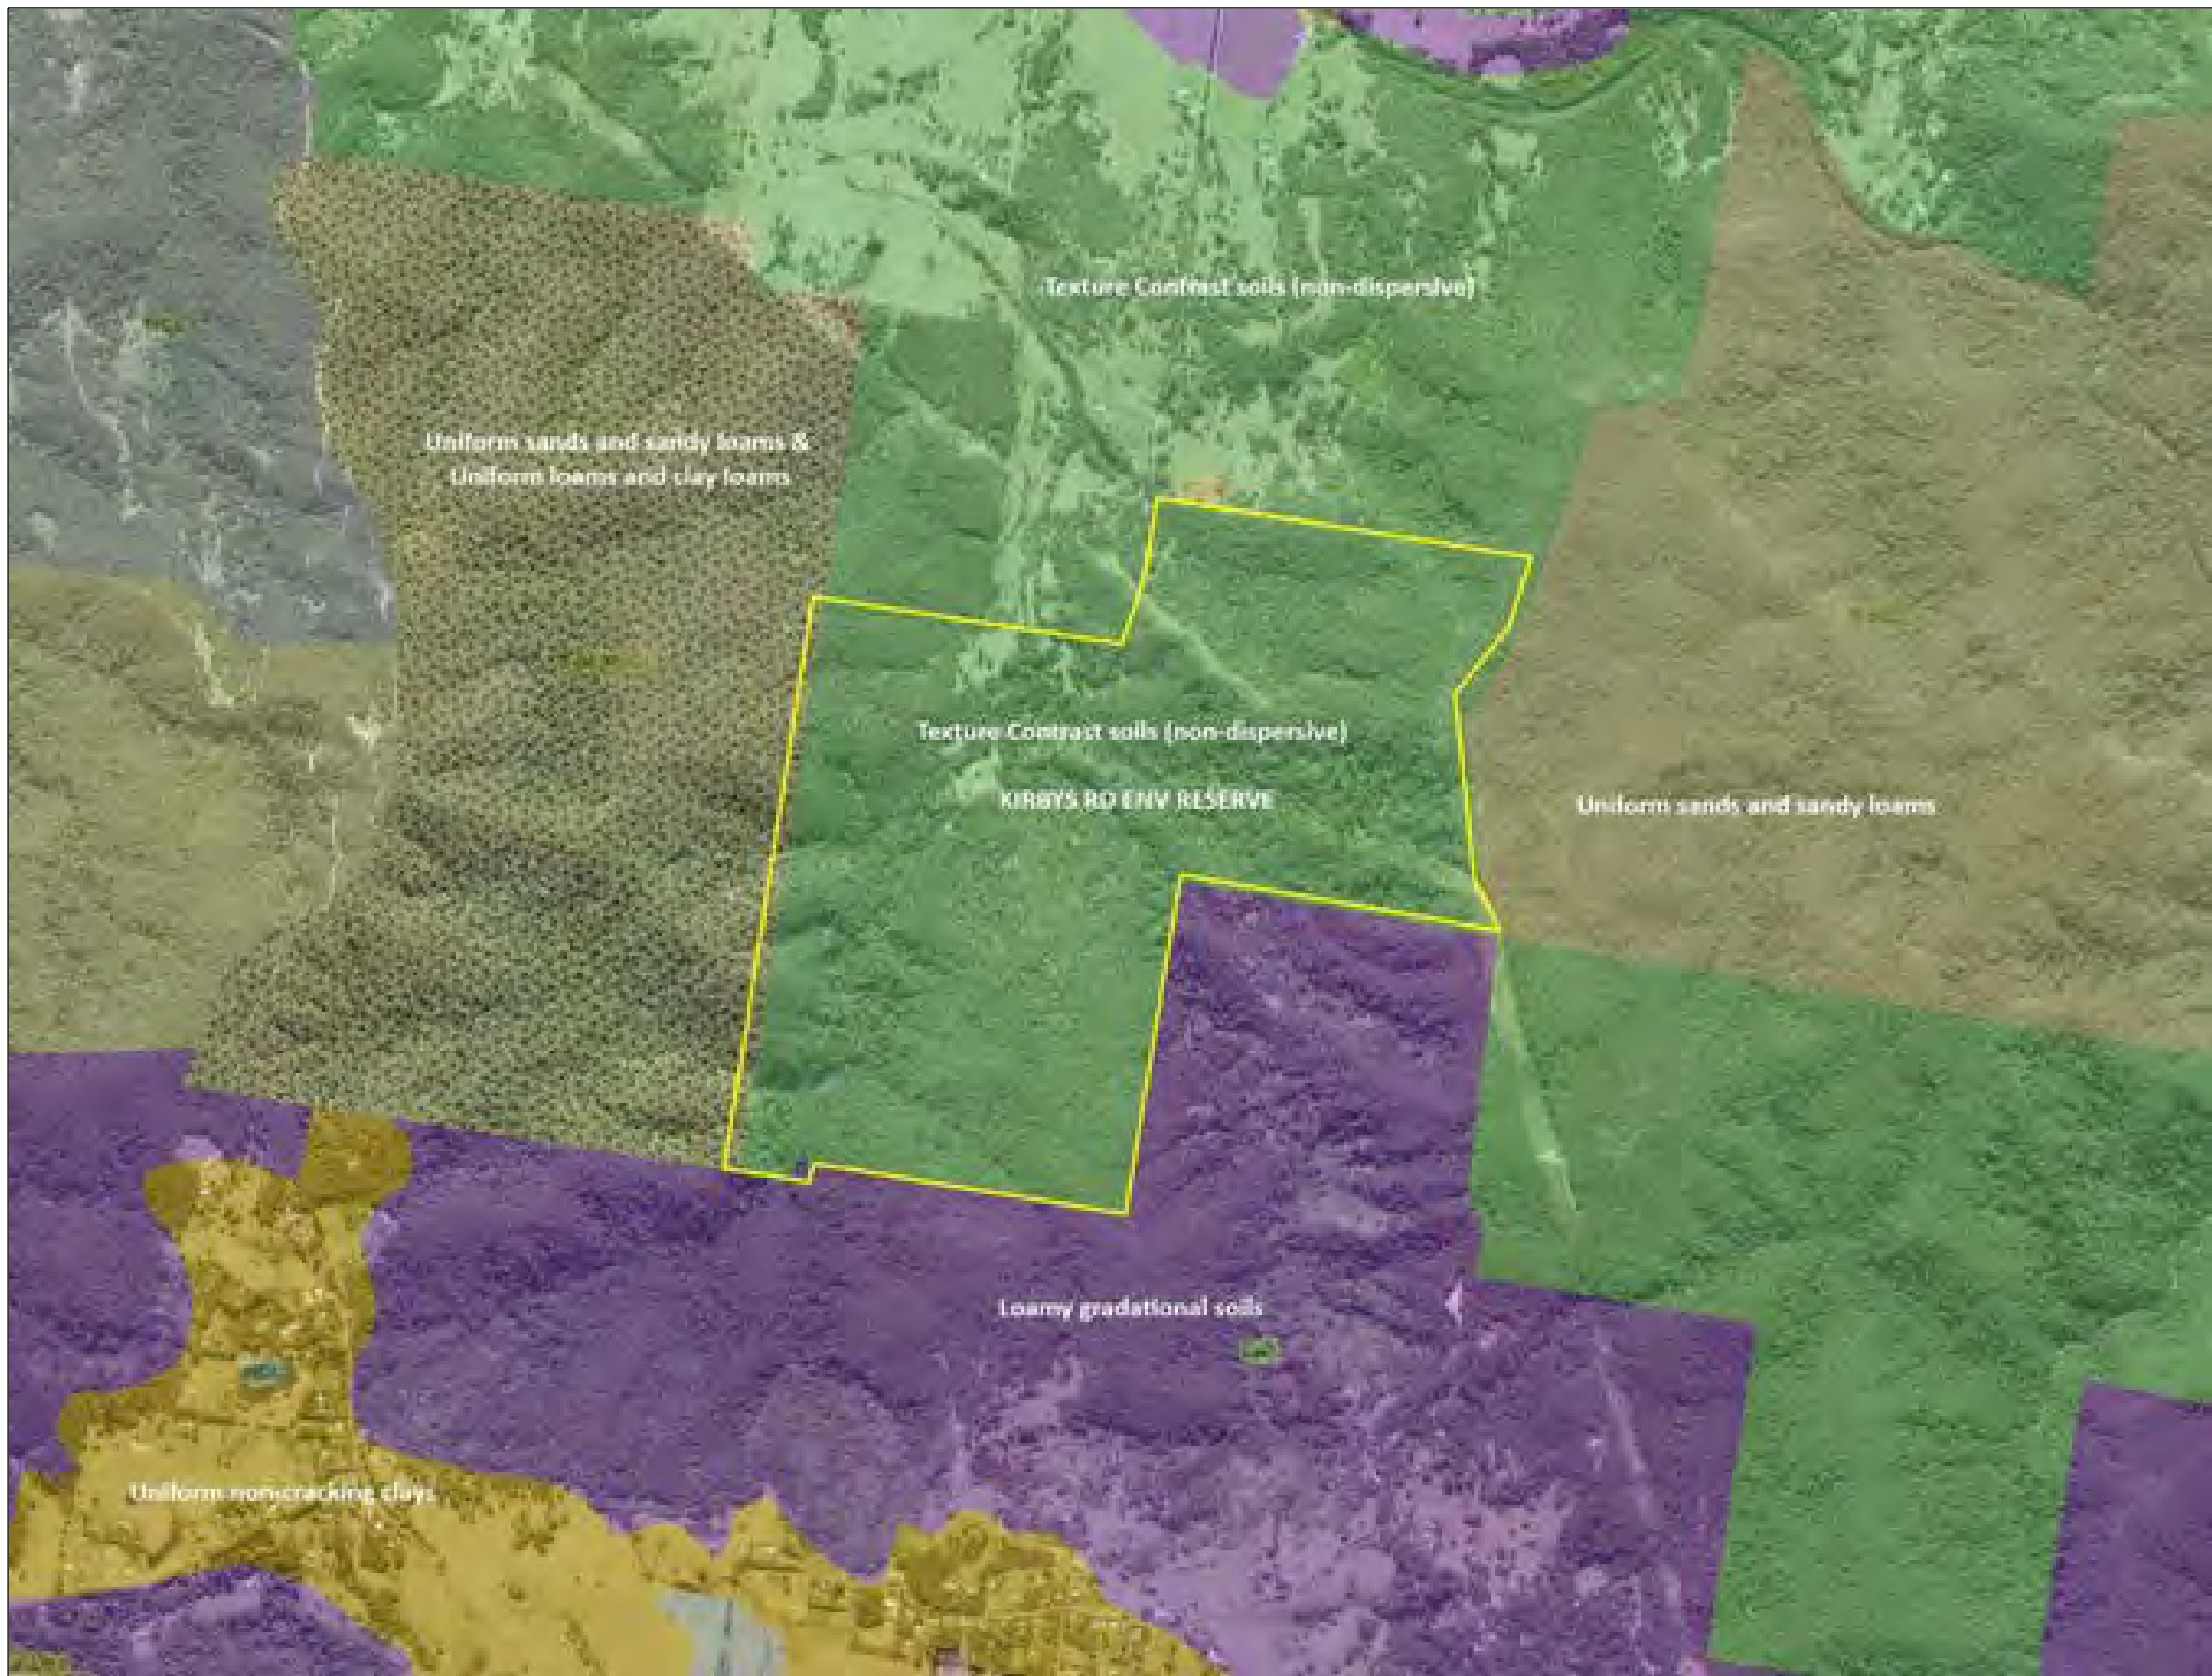 Texture Contrast soils (non-dispersive)
Uniform sands and sandy loams &
Uniform loams and clay loams
Texture Contrast soils (non-dispersive)
KIRBYS RD ENV RESERVE
Uniform sands and sandy loams
Loamy gradational soils
Uniform non-cracking clays